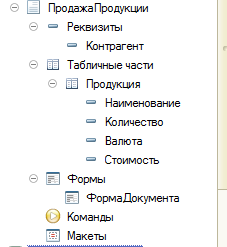 ПродажаПродукции
Реквизиты
Контрагент
Табличные части
Продукция
Наименование
Количество
Валюта
Стоимость
Формы
ФормаДокумента
Команды
Макеты